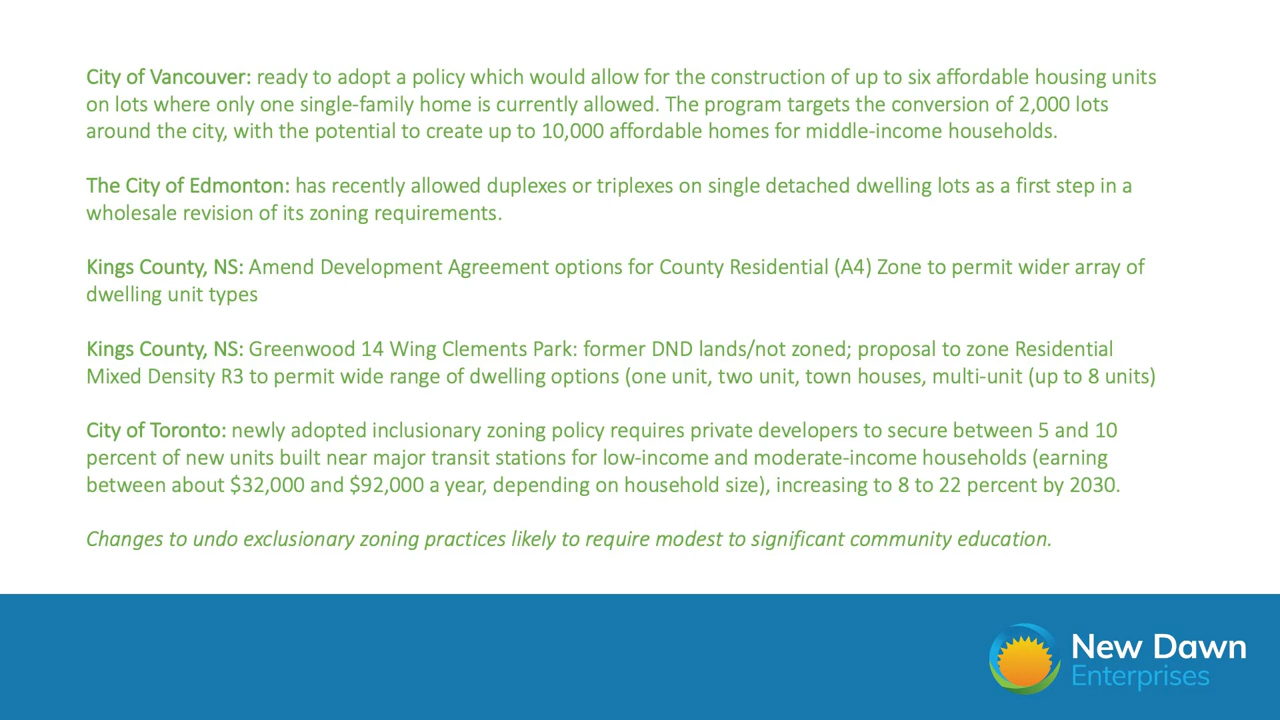 City of Vancouver: ready to adopt a policy which would allow for the construction of up to six affordable housing units
on lots where only one single-family home is currently allowed. The program targets the conversion of 2,000 lots
around the city, with the potential to create up to 10,000 affordable homes for middle-income households.
The City of Edmonton: has recently allowed duplexes or triplexes on single detached dwelling lots as a first step in a
wholesale revision of its zoning requirements.
Kings County, NS: Amend Development Agreement options for County Residential (A4) Zone to permit wider array of
dwelling unit types
Kings County, NS: Greenwood 14 Wing Clements Park: former DND lands/not zoned; proposal to zone Residential
Mixed Density R3 to permit wide range of dwelling options (one unit, two unit, town houses, multi-unit (up to 8 units)
City of Toronto: newly adopted inclusionary zoning policy requires private developers to secure between 5 and 10
percent of new units built near major transit stations for low-income and moderate-income households (earning
between about $32,000 and $92,000 a year, depending on household size), increasing to 8 to 22 percent by 2030.
Changes to undo exclusionary zoning practices likely to require modest to significant community education.
New Dawn
Enterprises